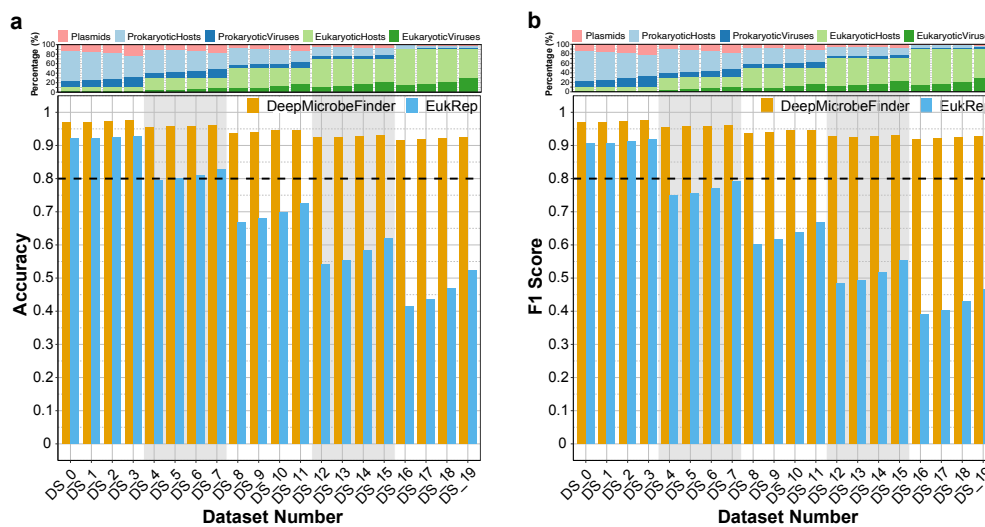 a
Plasmids ProkaryoticHosts ProkaryoticViruses EukaryoticHosts EukaryoticViruses
Percentage (%)
100
80
60
40
20
0
DeepMicrobeFinder EukRep
Accuracy
1
0.9
0.8
0.7
0.6
0.5
0.4
0.3
0.2
0.1
0
DS_0 DS_1 DS_2 DS_3 DS_4 DS_5 DS_6 DS_7 DS_8 DS_9 DS_10 DS_11 DS_12 DS_13 DS_14 DS_15 DS_16 DS_17 DS_18 DS_19
Dataset Number
b
Plasmids ProkaryoticHosts ProkaryoticViruses EukaryoticHosts EukaryoticViruses
Percentage (%)
100
80
60
40
20
0
DeepMicrobeFinder EukRep
F1 Score
1
0.9
0.8
0.7
0.6
0.5
0.4
0.3
0.2
0.1
0
DS_0 DS_1 DS_2 DS_3 DS_4 DS_5 DS_6 DS_7 DS_8 DS_9 DS_10 DS_11 DS_12 DS_13 DS_14 DS_15 DS_16 DS_17 DS_18 DS_19
Dataset Number